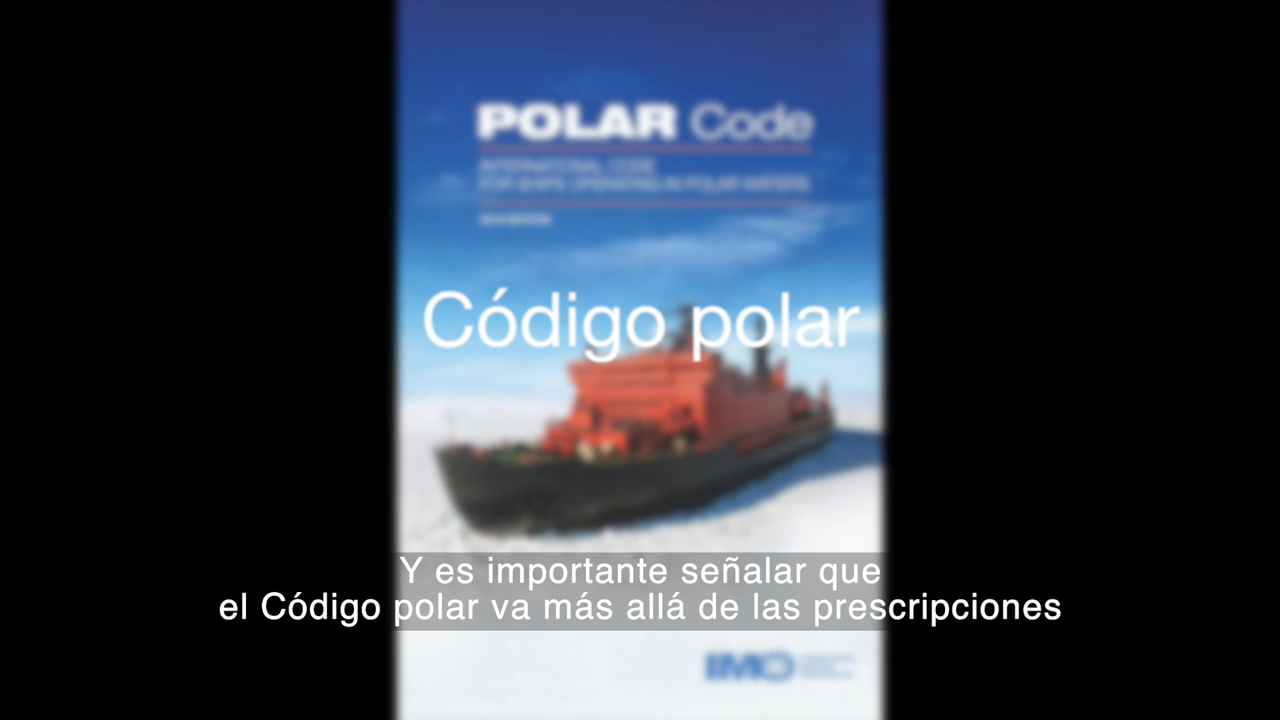 POLAR Code
INTERNATIONAL CODE
FOR SHIPS OPERATING IN POLAR WATERS
Código polar
Y es importante señalar que
el Código polar va más allá de las prescripciones
IMO